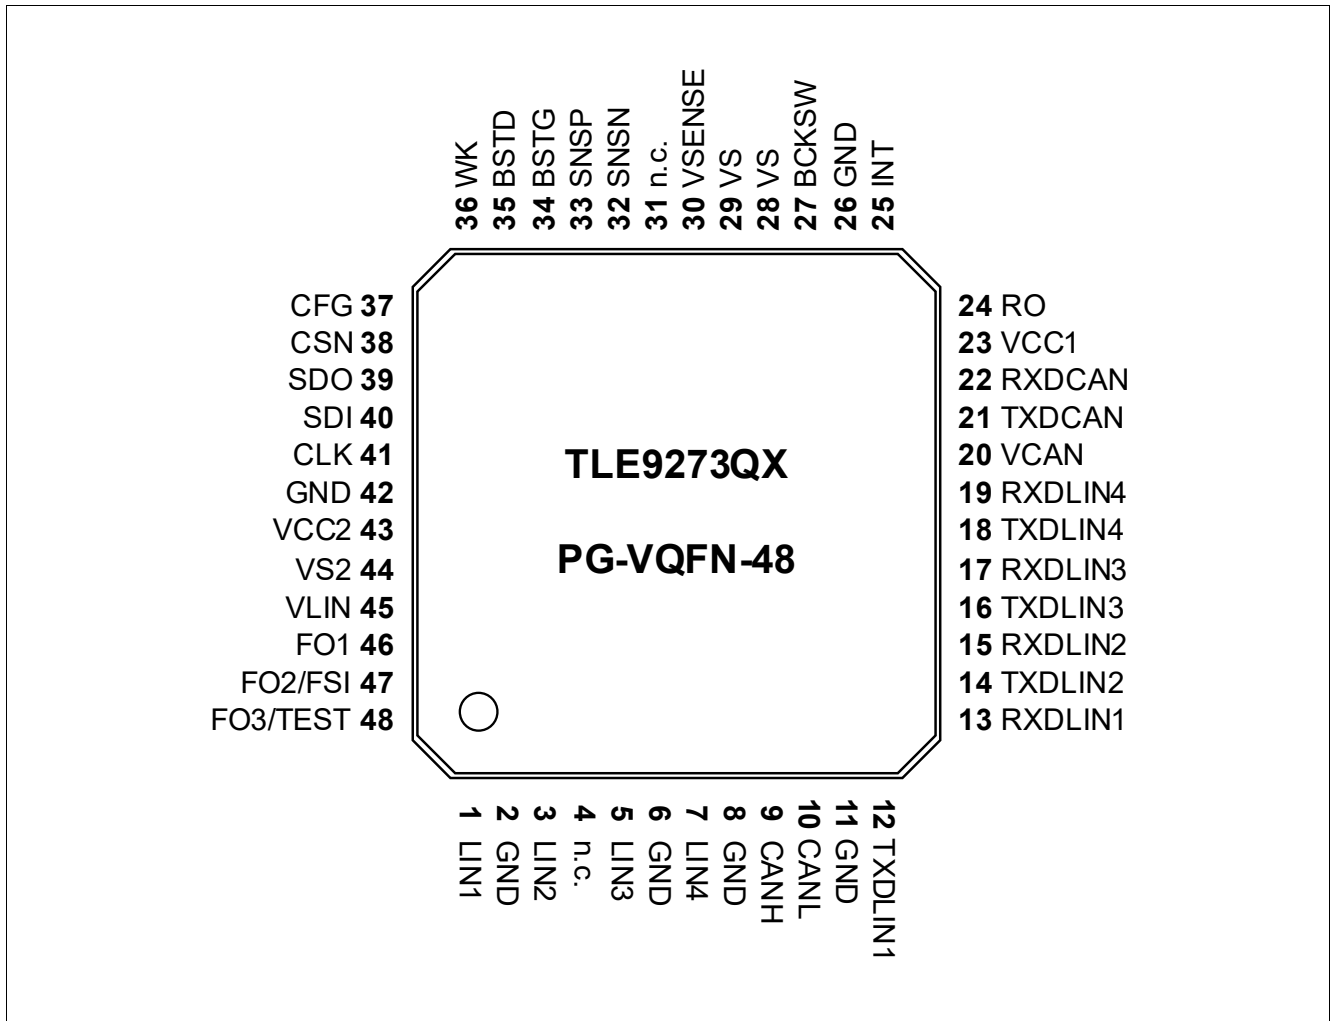 36 WK
35 BSTD
34 BSTG
33 SNSP
32 SNSN
31 n.c.
30 VSENSE
29 VS
28 VS
27 BCKSW
26 GND
25 INT
CFG 37
CSN 38
SDO 39
SDI 40
CLK 41
GND 42
VCC2 43
VS2 44
VLIN 45
FO1 46
FO2/FSI 47
FO3/TEST 48
TLE9273QX
PG-VQFN-48
24 RO
23 VCC1
22 RXDCAN
21 TXDCAN
20 VCAN
19 RXDLIN4
18 TXDLIN4
17 RXDLIN3
16 TXDLIN3
15 RXDLIN2
14 TXDLIN2
13 RXDLIN1
1 LIN1
2 GND
3 LIN2
4 n.c.
5 LIN3
6 GND
7 LIN4
8 GND
9 CANH
10 CANL
11 GND
12 TXDLIN1